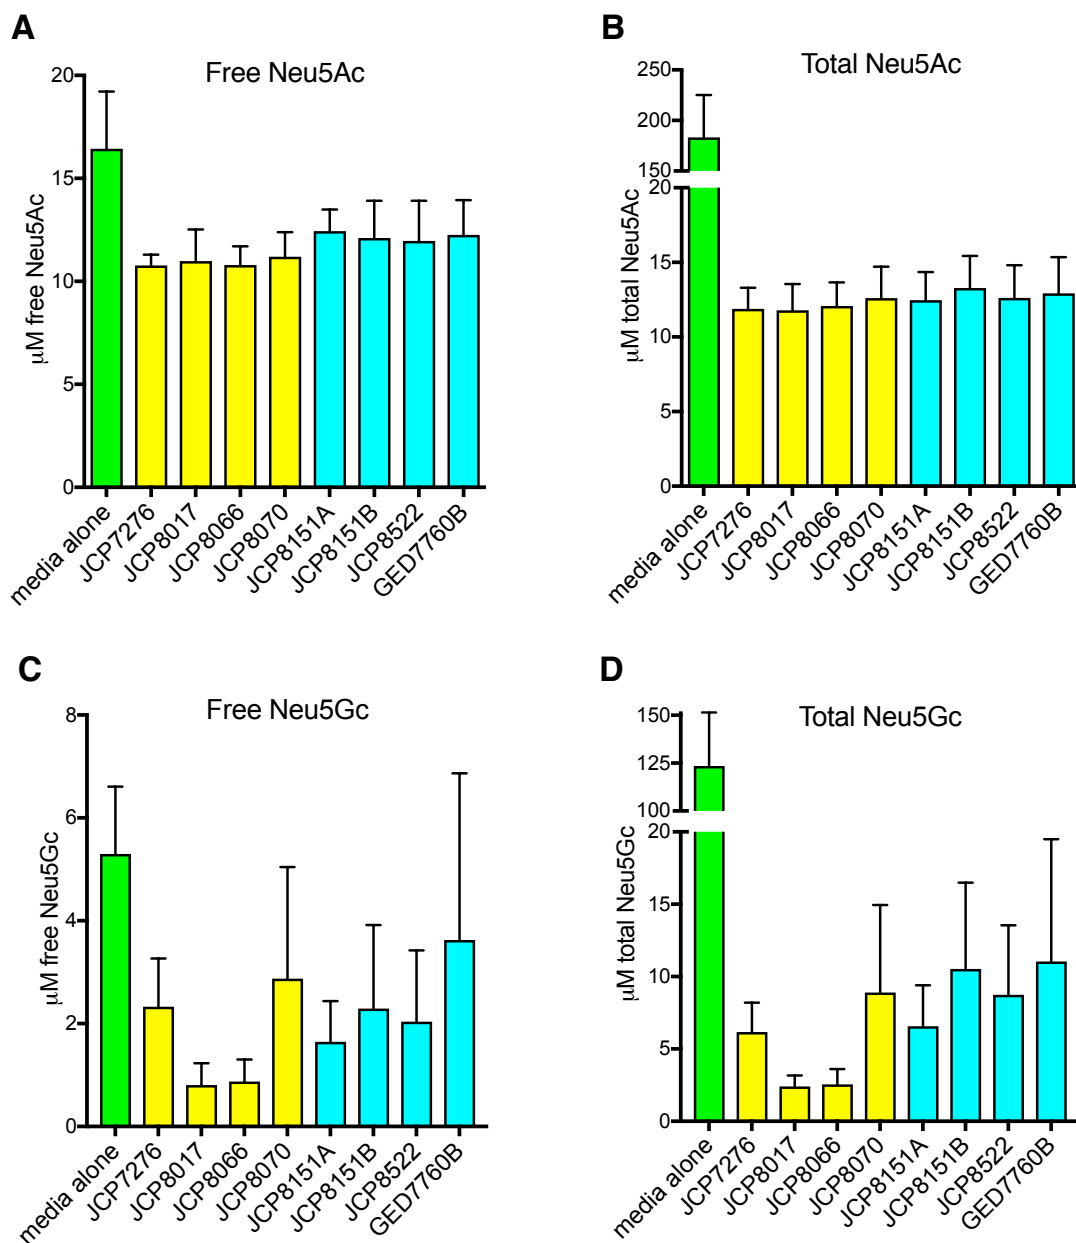 A
Free Neu5Ac
μM free Neu5Ac
20
15
10
5
0
media alone
JCP7276
JCP8017
JCP8066
JCP8070
JCP8151A
JCP8151B
JCP8522
GED7760B
B
Total Neu5Ac
μM total Neu5Ac
250
200
150
20
15
10
5
0
media alone
JCP7276
JCP8017
JCP8066
JCP8070
JCP8151A
JCP8151B
JCP8522
GED7760B
C
Free Neu5Gc
μM free Neu5Gc
8
6
4
2
0
media alone
JCP7276
JCP8017
JCP8066
JCP8070
JCP8151A
JCP8151B
JCP8522
GED7760B
D
Total Neu5Gc
μM total Neu5Gc
150
125
100
20
15
10
5
0
media alone
JCP7276
JCP8017
JCP8066
JCP8070
JCP8151A
JCP8151B
JCP8522
GED7760B